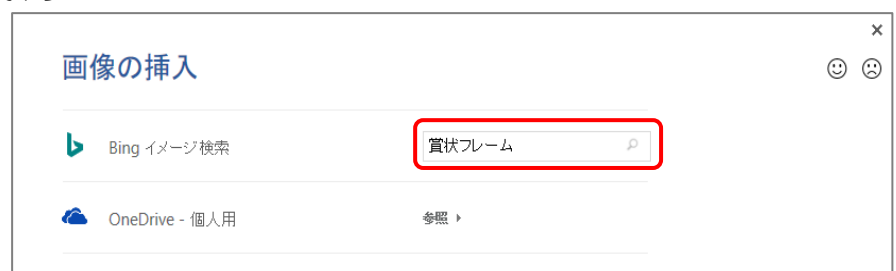 画像の挿入
Bing イメージ検索
賞状フレーム
OneDrive - 個人用
参照